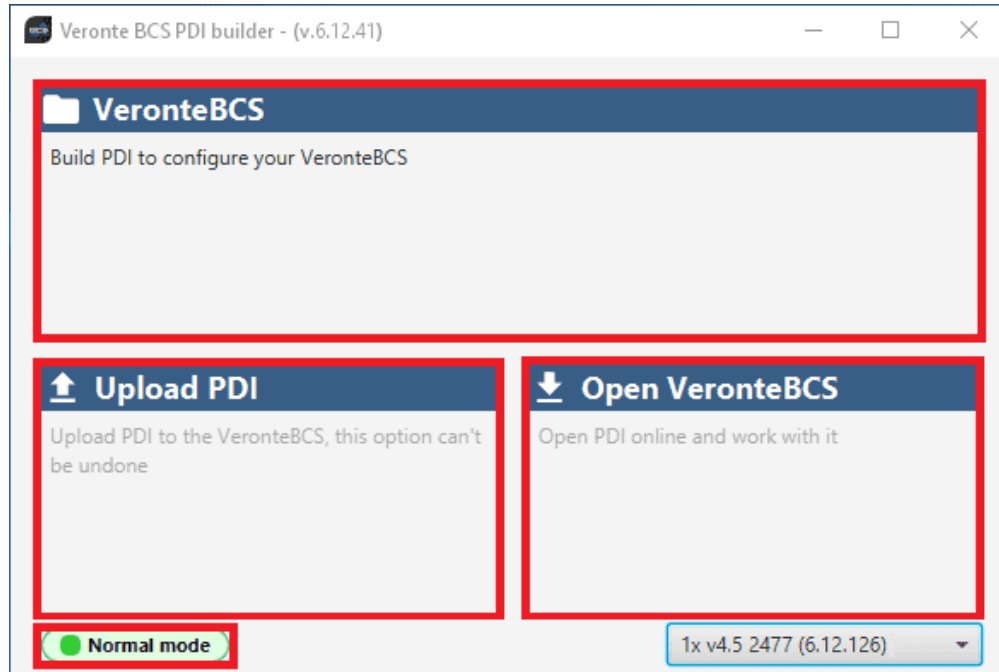 Veronte BCS PDI builder - (v.6.12.41)
VeronteBCS
Build PDI to configure your VeronteBCS
Upload PDI
Upload PDI to the VeronteBCS, this option can't
be undone
Open VeronteBCS
Open PDI online and work with it
Normal mode
1x v4.5 2477 (6.12.126)